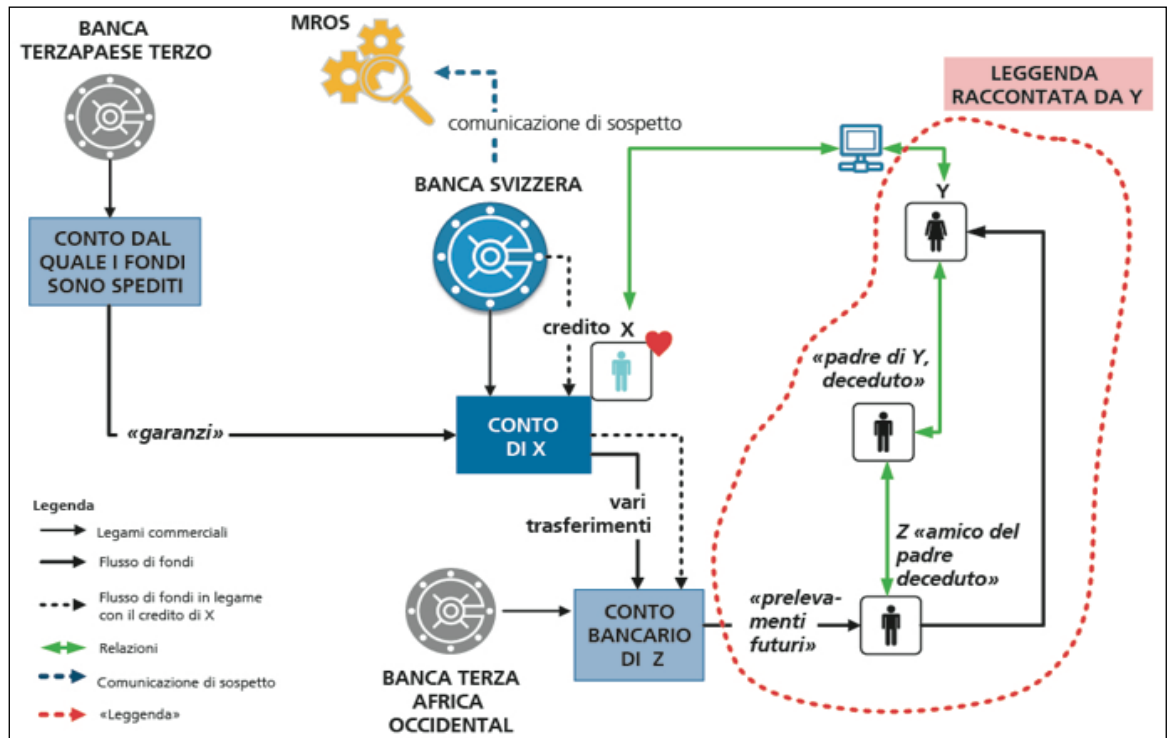 BANCA
TERZAPAESE TERZO
MROS
LEGGENDA
RACCONTATA DA Y
comunicazione di sospetto
BANCA SVIZZERA
Y
CONTO DAL
QUALE I FONDI
SONO SPEDITI
credito
X
«padre di Y,
deceduto»
«garanzi»
CONTO
DI X
vari
trasferimenti
Z «amico del
padre
deceduto»
Legenda
Legami commerciali
Flusso di fondi
Flusso di fondi in legame
con il credito di X
Relazioni
Comunicazione di sospetto
«Leggenda»
CONTO
BANCARIO
DI Z
«preleva-
menti
futuri»
BANCA TERZA
AFRICA
OCCIDENTAL